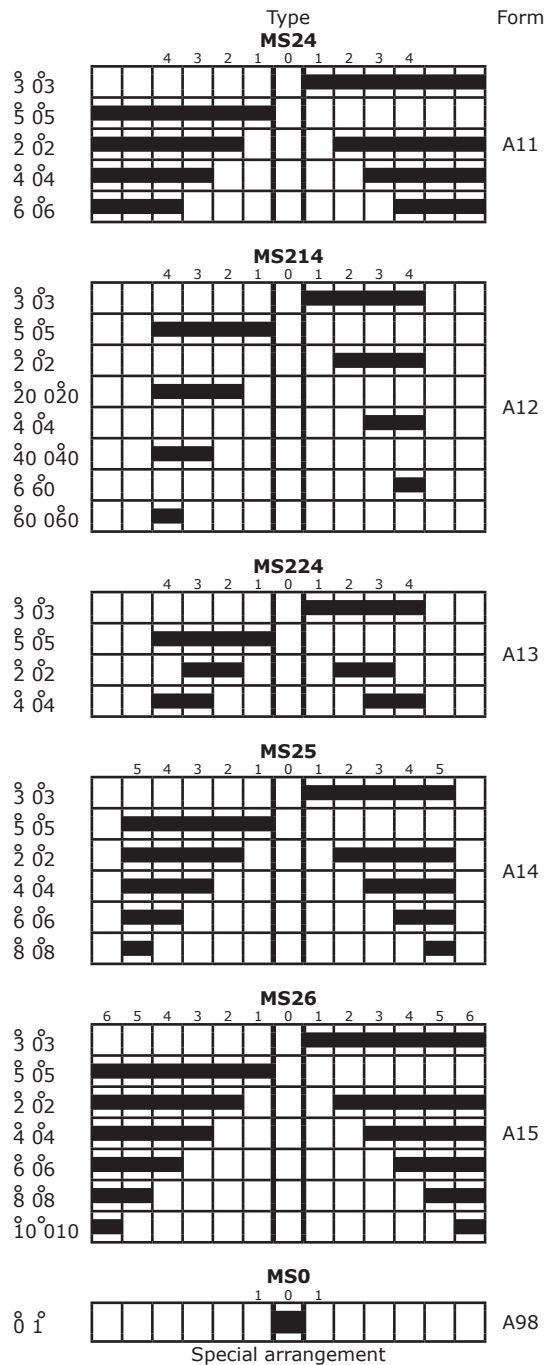 Type Form
MS24
4 3 2 1 0 1 2 3 4
3 03
5 05
2 02
4 04
6 06
A11
MS214
4 3 2 1 0 1 2 3 4
3 03
5 05
2 02
20 020
4 04
40 040
6 60
60 060
A12
MS224
4 3 2 1 0 1 2 3 4
3 03
5 05
2 02
4 04
A13
MS25
5 4 3 2 1 0 1 2 3 4 5
3 03
5 05
2 02
4 04
6 06
8 08
A14
MS26
6 5 4 3 2 1 0 1 2 3 4 5 6
3 03
5 05
2 02
4 04
6 06
8 08
10 010
A15
MS0
1 0 1
0 1
A98
Special arrangement